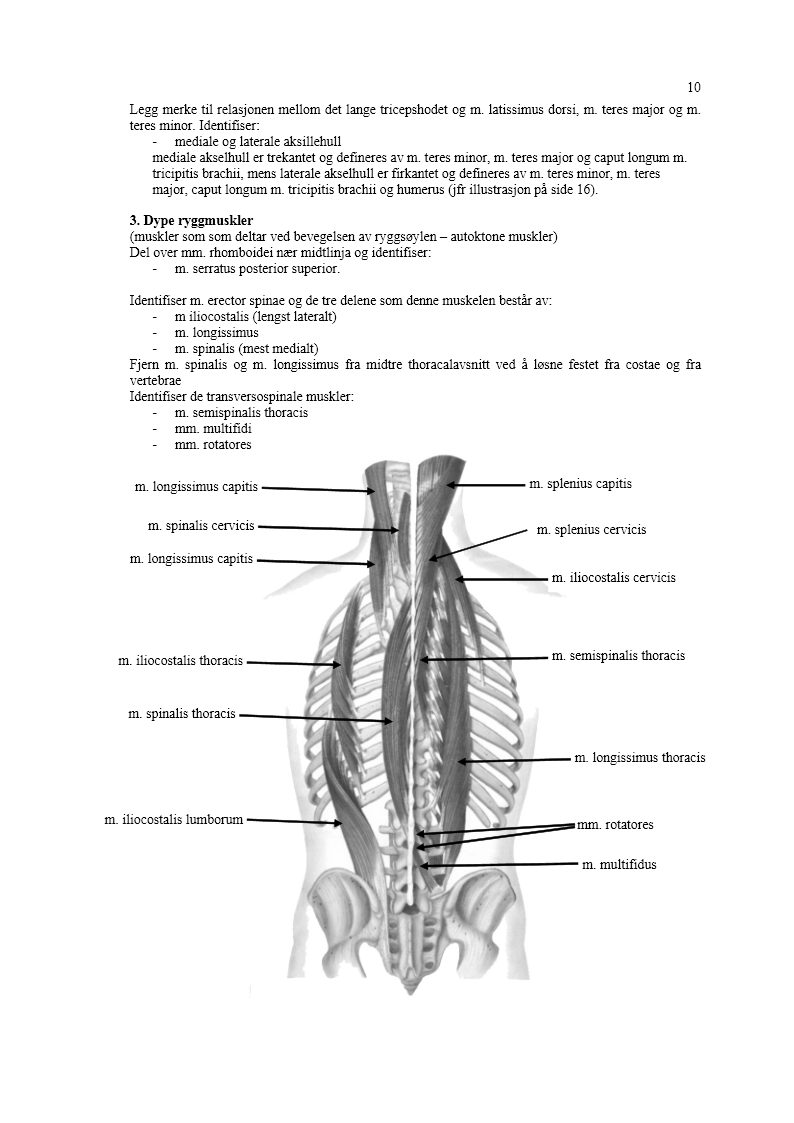 10
Legg merke til relasjonen mellom det lange tricepshodet og m. latissimus dorsi, m. teres major og m.
teres minor. Identifiser:
- mediale og laterale aksillehull
mediale akselhull er trekantet og defineres av m. teres minor, m. teres major og caput longum m.
tricipitis brachii, mens laterale akselhull er firkantet og defineres av m. teres minor, m. teres
major, caput longum m. tricipitis brachii og humerus (jfr illustrasjon på side 16).
3. Dype ryggmuskler
(muskler som som deltar ved bevegelsen av ryggsøylen – autoktone muskler)
Del over mm. rhomboidei nær midtlinja og identifiser:
- m. serratus posterior superior.
Identifiser m. erector spinae og de tre delene som denne muskelen består av:
- m iliocostalis (lengst lateralt)
- m. longissimus
- m. spinalis (mest medialt)
Fjern m. spinalis og m. longissimus fra midtre thoracalavsnitt ved å løsne festet fra costae og fra
vertebrae
Identifiser de transversospinale muskler:
- m. semispinalis thoracis
- mm. multifidi
- mm. rotatores
m. longissimus capitis
m. splenius capitis
m. spinalis cervicis
m. splenius cervicis
m. longissimus capitis
m. iliocostalis cervicis
m. iliocostalis thoracis
m. semispinalis thoracis
m. spinalis thoracis
m. longissimus thoracis
m. iliocostalis lumborum
mm. rotatores
m. multifidus